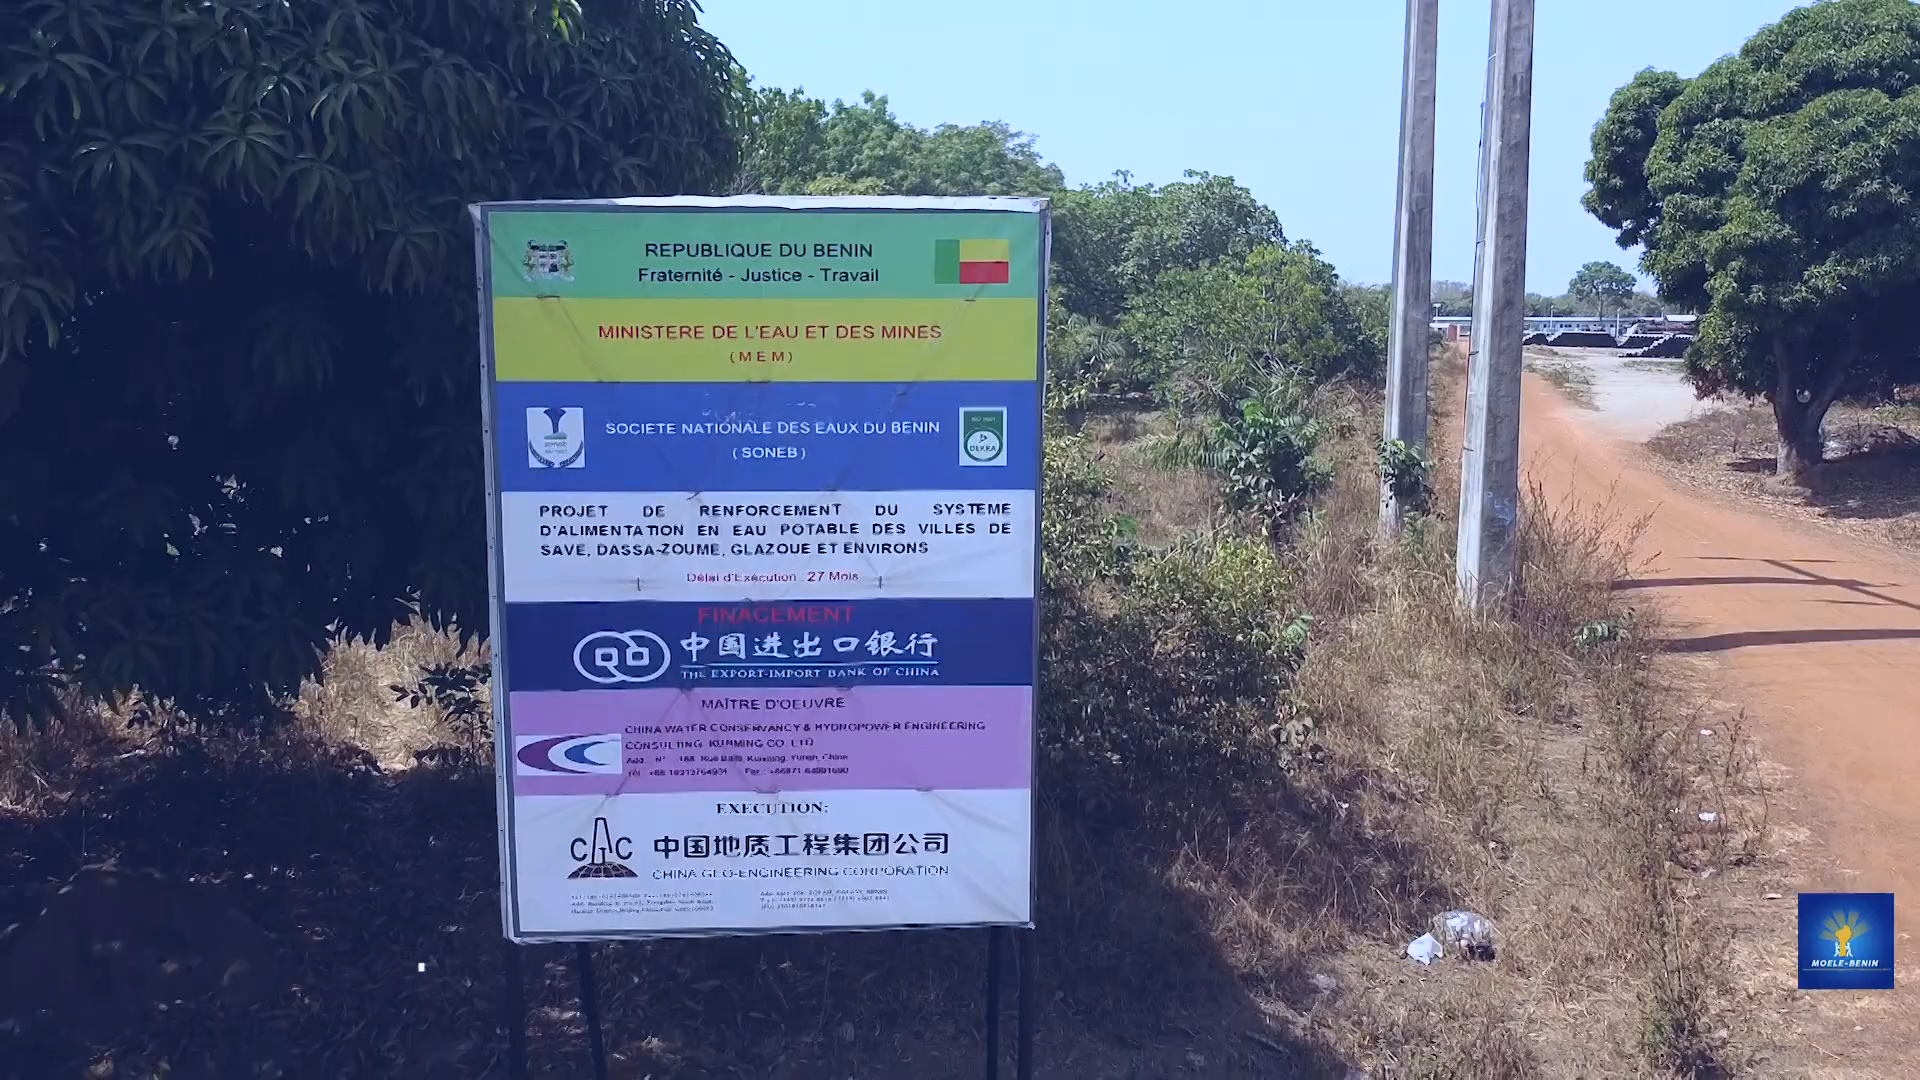 REPUBLIQUE DU BENIN
Fraternité - Justice - Travail
MINISTERE DE L'EAU ET DES MINES
(MEM)
SOCIETE NATIONALE DES EAUX DU BENIN
(SONEB)
soneb
DEKRA
PROJET DE RENFORCEMENT DU SYSTEME
D'ALIMENTATION EN EAU POTABLE DES VILLES DE
SAVE, DASSA-ZOUME, GLAZOUE ET ENVIRONS
Délai d'Exécution : 27 Mois
FINACEMENT
中国进出口银行
THE EXPORT-IMPORT BANK OF CHINA
MAÎTRE D'OEUVRE
CHINA WATER CONSERVANCY & HYDROPOWER ENGINEERING
CONSULTING KUNMING CO. LTD
EXECUTION:
CGC
中国地质工程集团公司
CHINA GEO-ENGINEERING CORPORATION
MOELE-BENIN